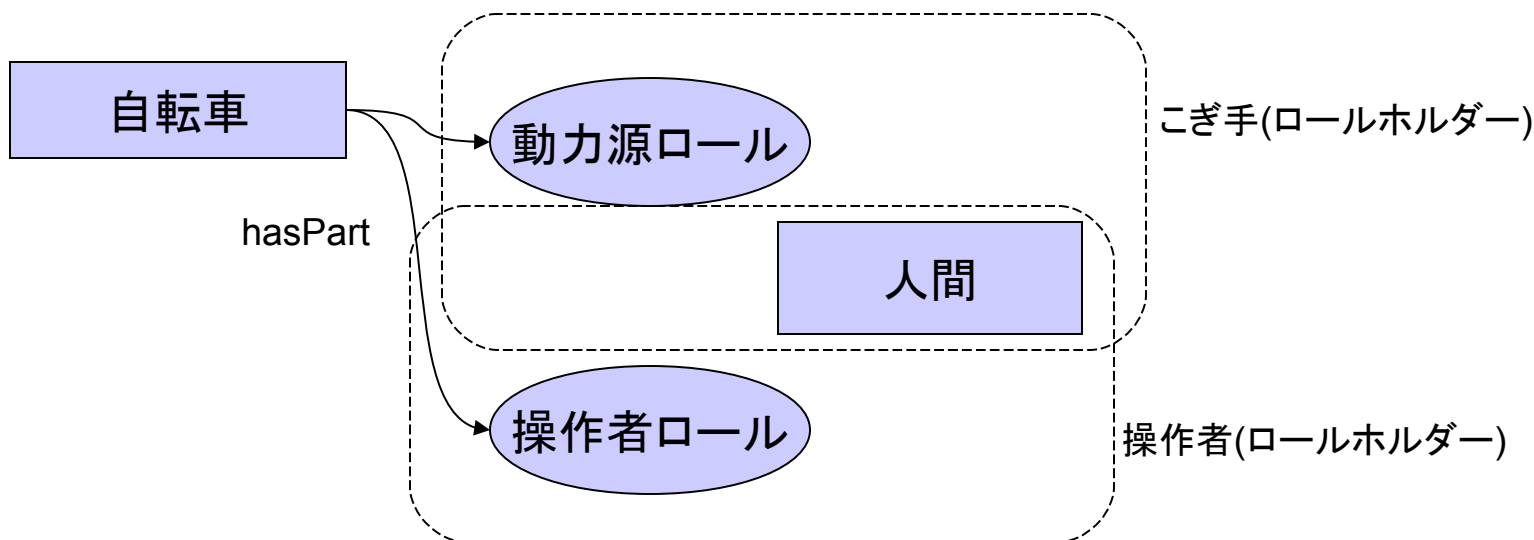 自転車
動力源ロール
こぎ手(ロールホルダー)
hasPart
人間
操作者ロール
操作者(ロールホルダー)